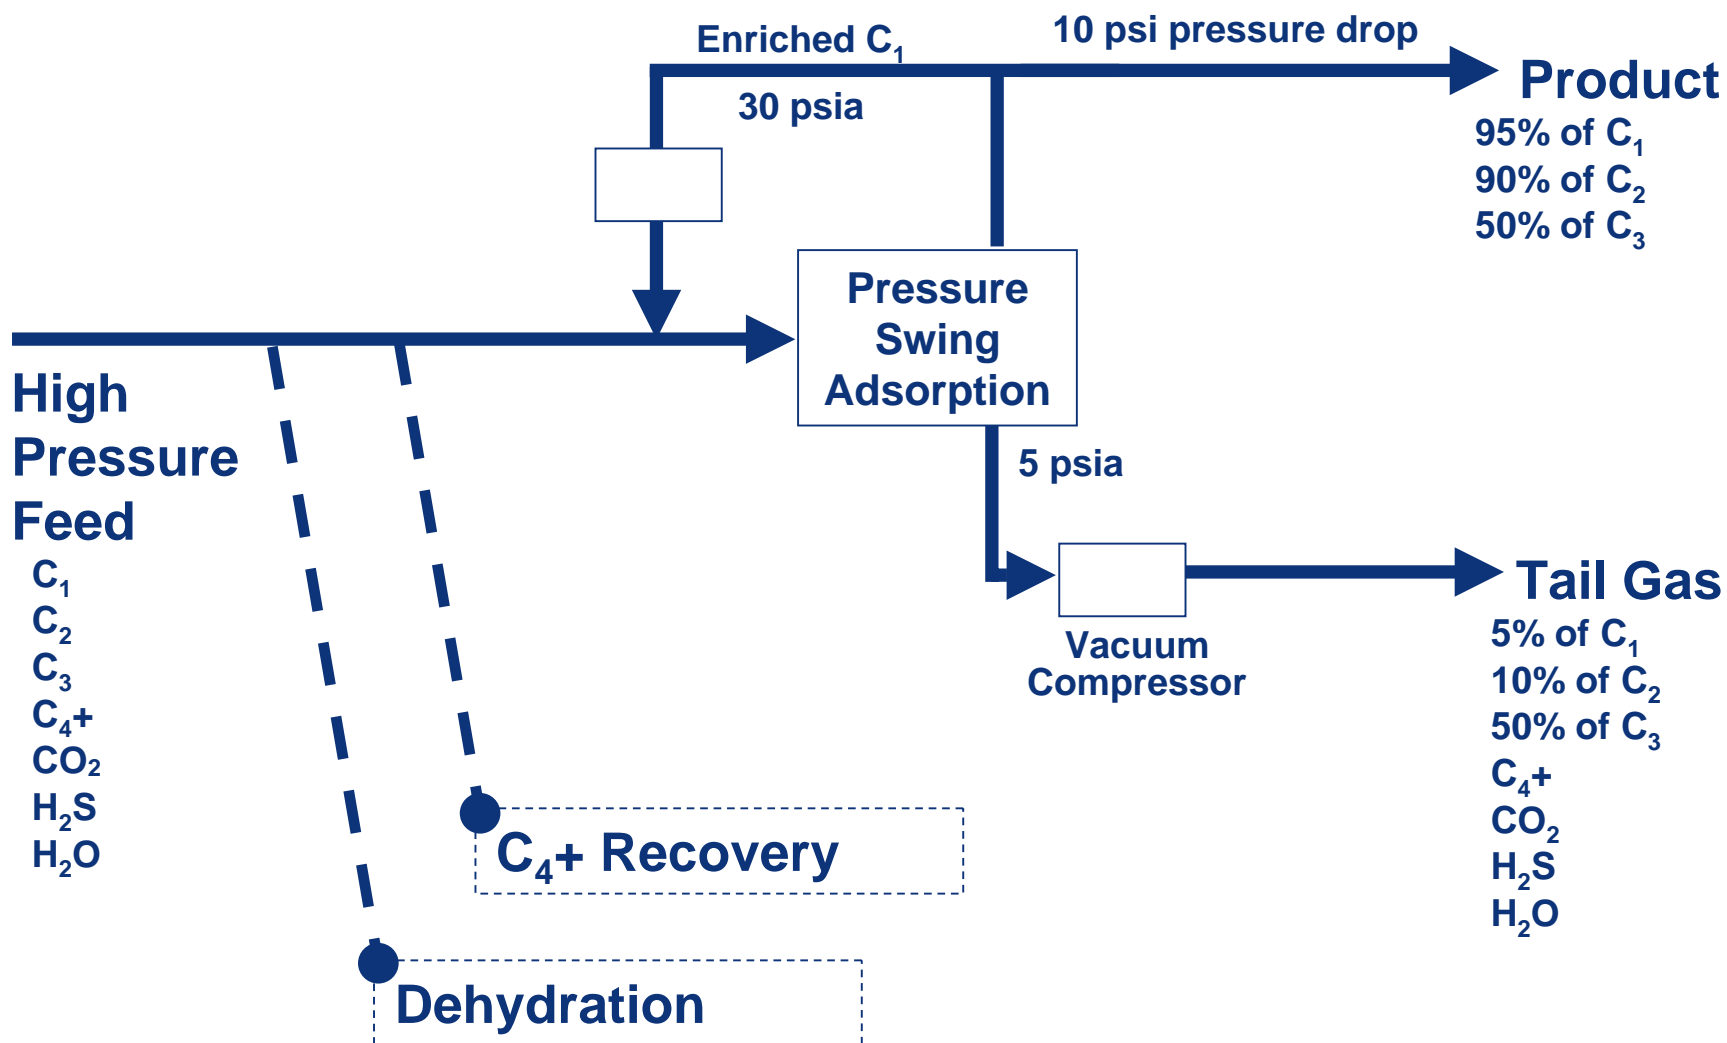 Enriched C₁
10 psi pressure drop
30 psia
Product
95% of C₁
90% of C₂
50% of C₃
Pressure
Swing
Adsorption
High
Pressure
Feed
C₁
C₂
C₃
C₄+
CO₂
H₂S
H₂O
5 psia
Vacuum
Compressor
Tail Gas
5% of C₁
10% of C₂
50% of C₃
C₄+
CO₂
H₂S
H₂O
C₄+ Recovery
Dehydration